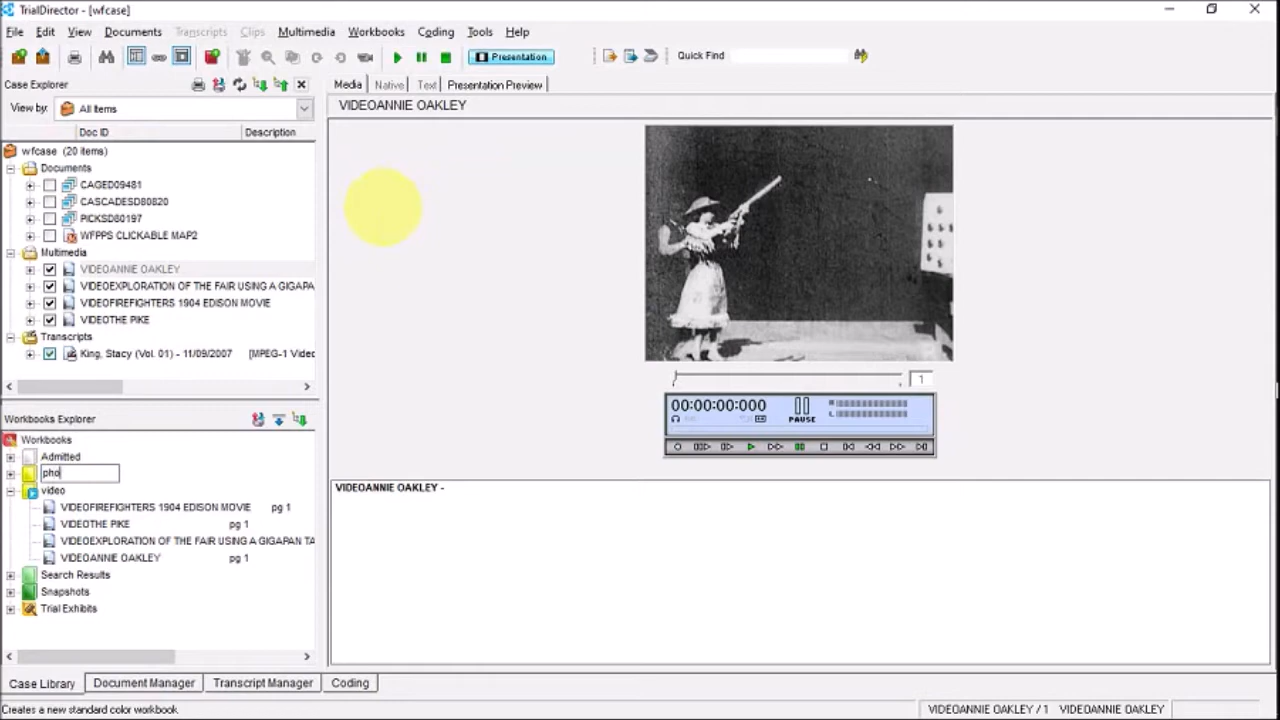 TrialDirector - [wfcase]
File Edit View Documents Transcripts Clips Multimedia Workbooks Coding Tools Help
Presentation Quick Find
Case Explorer
Media Native Text Presentation Preview
View by: All Items
VIDEOANNIE OAKLEY
Doc ID Description
wfcase (20 items)
Documents
CAGED09481
CASCADESD80820
PICKSD80197
WFPPS CLICKABLE MAP2
Multimedia
VIDEOANNIE OAKLEY
VIDEOEXPLORATION OF THE FAIR USING A GIGAPA
VIDEOFIREFIGHTERS 1904 EDISON MOVIE
VIDEOTHE PIKE
Transcripts
King, Stacy (Vol. 01) - 11/09/2007 [MPEG-1 Video
1
00:00:00:000 PAUSE R L
Workbooks Explorer
Workbooks
Admitted
pho
video
VIDEOFIREFIGHTERS 1904 EDISON MOVIE pg 1
VIDEOTHE PIKE pg 1
VIDEOEXPLORATION OF THE FAIR USING A GIGAPAN TA
VIDEOANNIE OAKLEY pg 1
Search Results
Snapshots
Trial Exhibits
VIDEOANNIE OAKLEY -
Case Library Document Manager Transcript Manager Coding
Creates a new standard color workbook.
VIDEOANNIE OAKLEY / 1 VIDEOANNIE OAKLEY